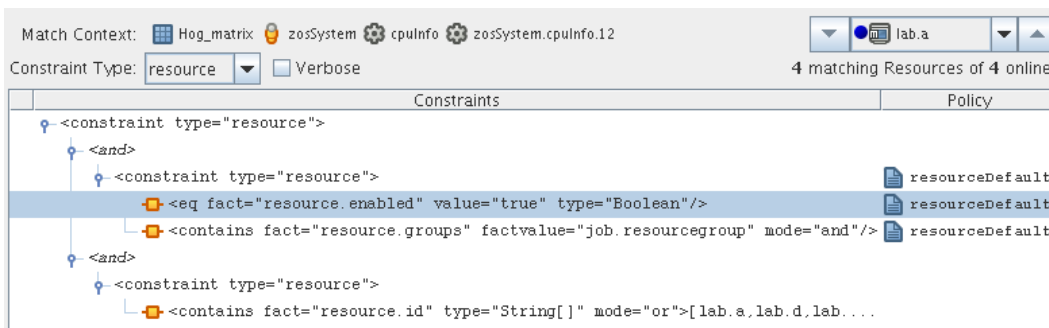 Match Context: Hog_matrix zosSystem cpuInfo zosSystem.cpuInfo.12 lab.a
Constraint Type: resource Verbose 4 matching Resources of 4 online
Constraints Policy
<constraint type="resource">
<and>
<constraint type="resource"> resourceDefault
<eq fact="resource.enabled" value="true" type="Boolean"/> resourceDefault
<contains fact="resource.groups" factvalue="job.resourcegroup" mode="and"/> resourceDefault
<and>
<constraint type="resource">
<contains fact="resource.id" type="String[]" mode="or">[lab.a,lab.d,lab....